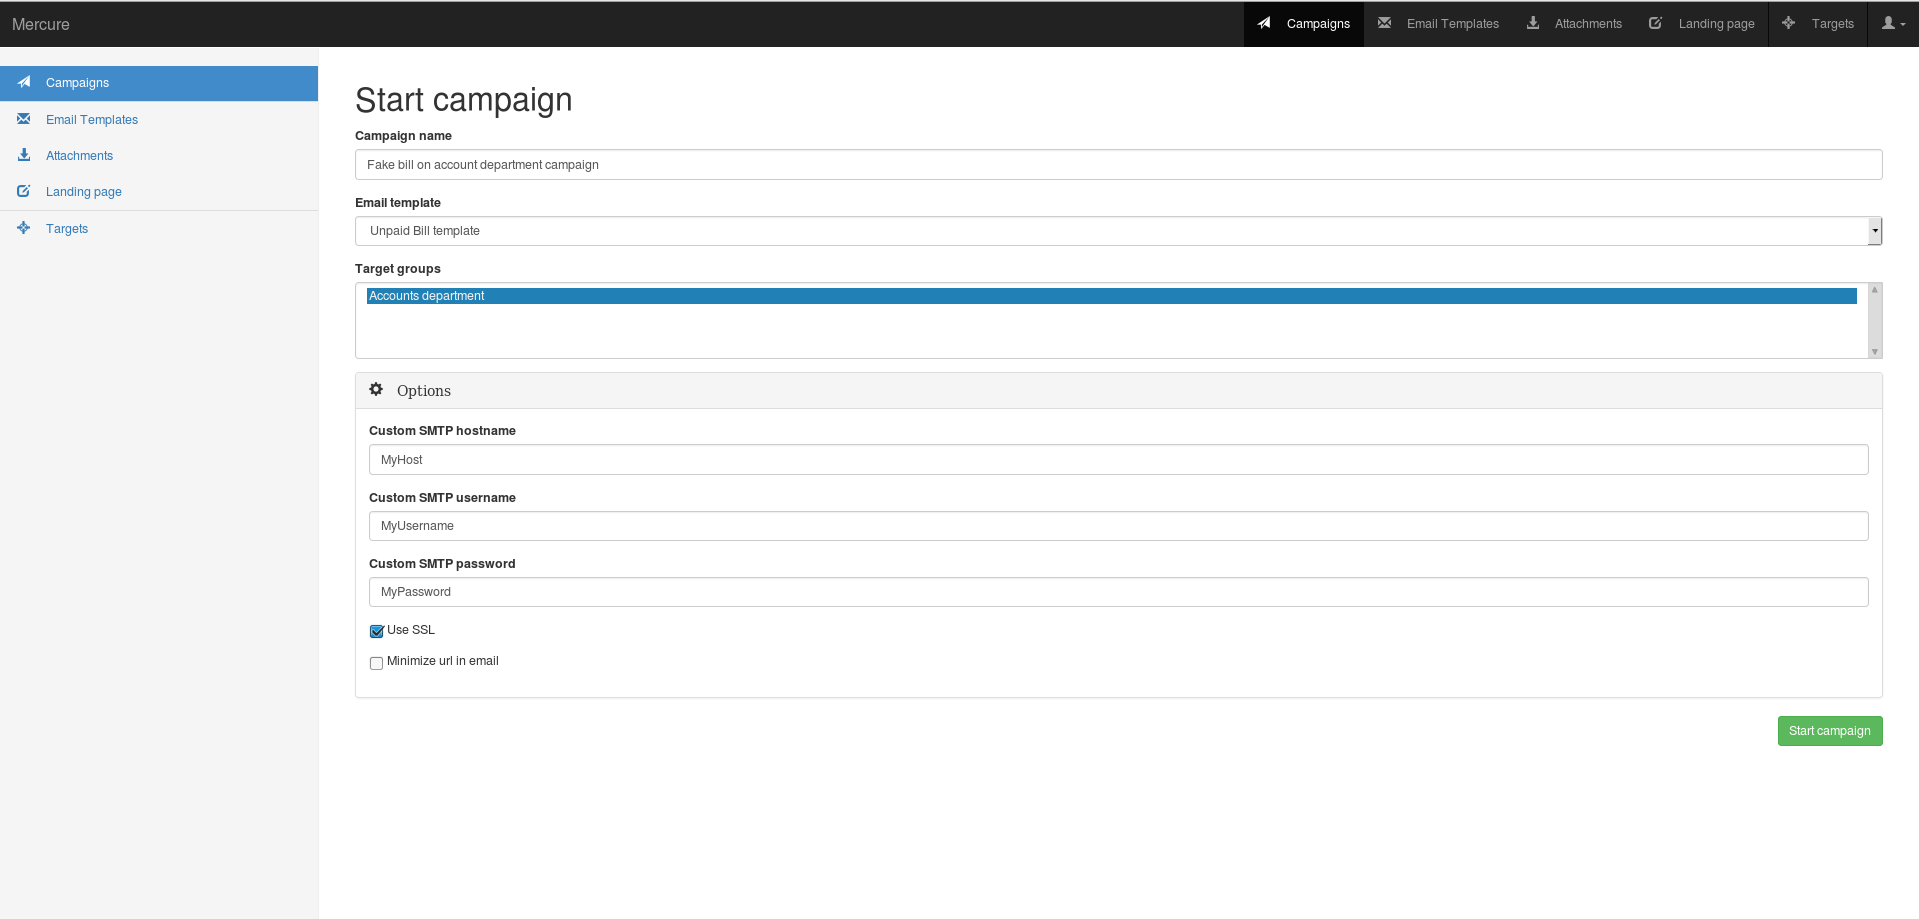 Mercure
Campaigns
Email Templates
Attachments
Landing page
Targets
Campaigns
Email Templates
Attachments
Landing page
Targets
Start campaign
Campaign name
Fake bill on account department campaign
Email template
Unpaid Bill template
Target groups
Accounts department
Options
Custom SMTP hostname
MyHost
Custom SMTP username
MyUsername
Custom SMTP password
MyPassword
Use SSL
Minimize url in email
Start campaign